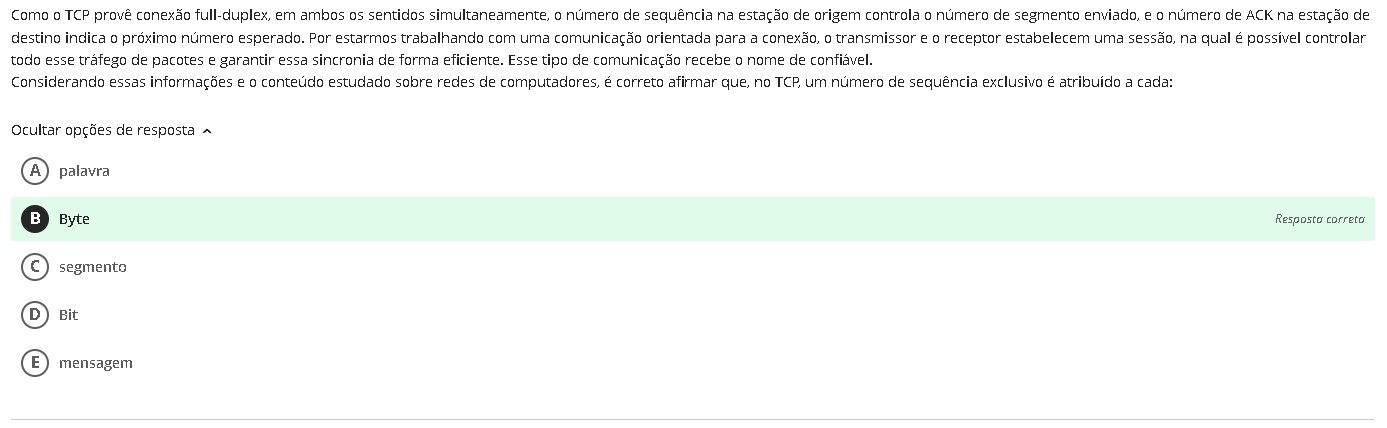 Como o TCP provê conexão full-duplex, em ambos os sentidos simultaneamente, o número de sequência na estação de origem controla o número de segmento enviado, e o número de ACK na estação de
destino indica o próximo número esperado. Por estarmos trabalhando com uma comunicação orientada para a conexão, o transmissor e o receptor estabelecem uma sessão, na qual é possível controlar
todo esse tráfego de pacotes e garantir essa sincronia de forma eficiente. Esse tipo de comunicação recebe o nome de confiável.
Considerando essas informações e o conteúdo estudado sobre redes de computadores, é correto afirmar que, no TCP, um número de sequência exclusivo é atribuído a cada:
Ocultar opções de resposta
A palavra
B Byte Resposta correta
C segmento
D Bit
E mensagem